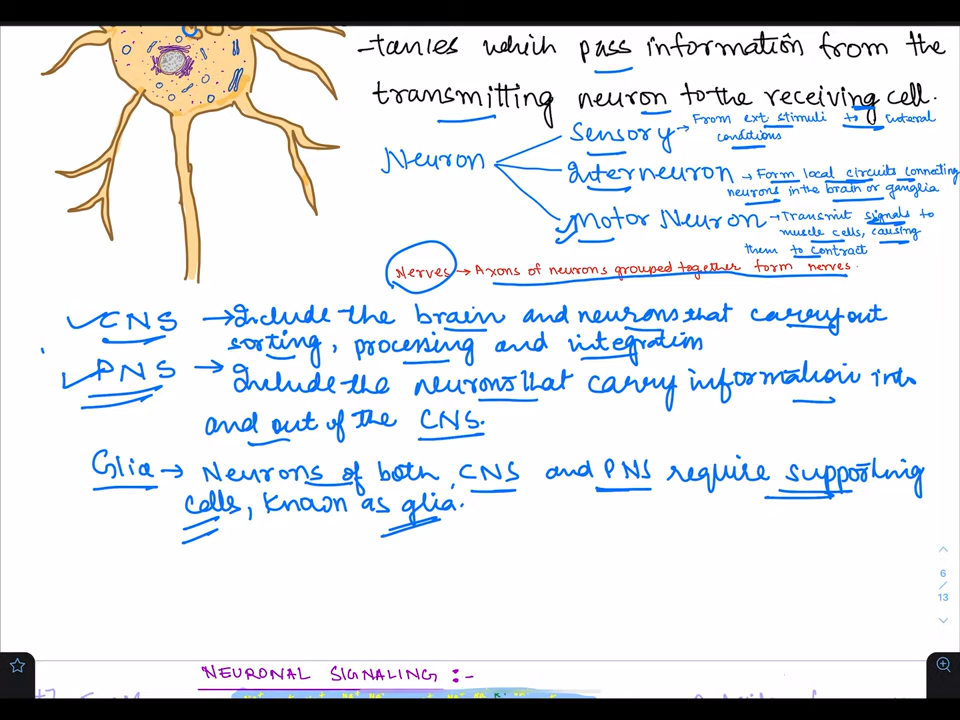 -tanies which pass information from the
transmitting neuron to the receiving cell.
Neuron
Sensory → From ext stimuli to interal
conditions
Interneuron → Form local circuits connecting
neurons in the brain or ganglia
Motor Neuron → Transmit signals to
muscle cells, causing
them to contract
Nerves → Axons of neurons grouped together form nerves.
CNS → Include the brain and neurons that carry out
sorting, processing and integration
PNS → Include the neurons that carry information into
and out of the CNS.
Glia → Neurons of both CNS and PNS require supporting
cells, known as glia.
6
/
13
NEURONAL SIGNALING :-